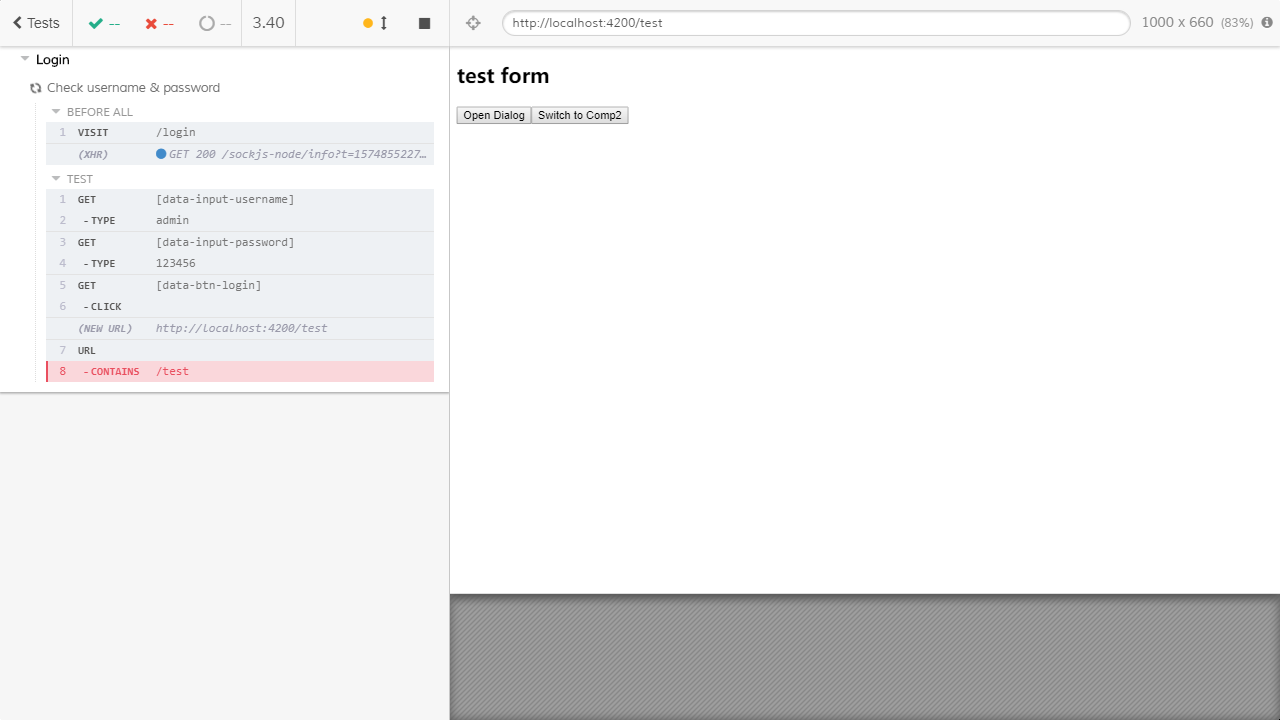 Tests -- -- -- 3.40
http://localhost:4200/test 1000 x 660 (83%)
Login
Check username & password
BEFORE ALL
1 VISIT /login
(XHR) GET 200 /sockjs-node/info?t=1574855227…
TEST
1 GET [data-input-username]
2 - TYPE admin
3 GET [data-input-password]
4 - TYPE 123456
5 GET [data-btn-login]
6 - CLICK
(NEW URL) http://localhost:4200/test
7 URL
8 - CONTAINS /test
test form
Open Dialog Switch to Comp2